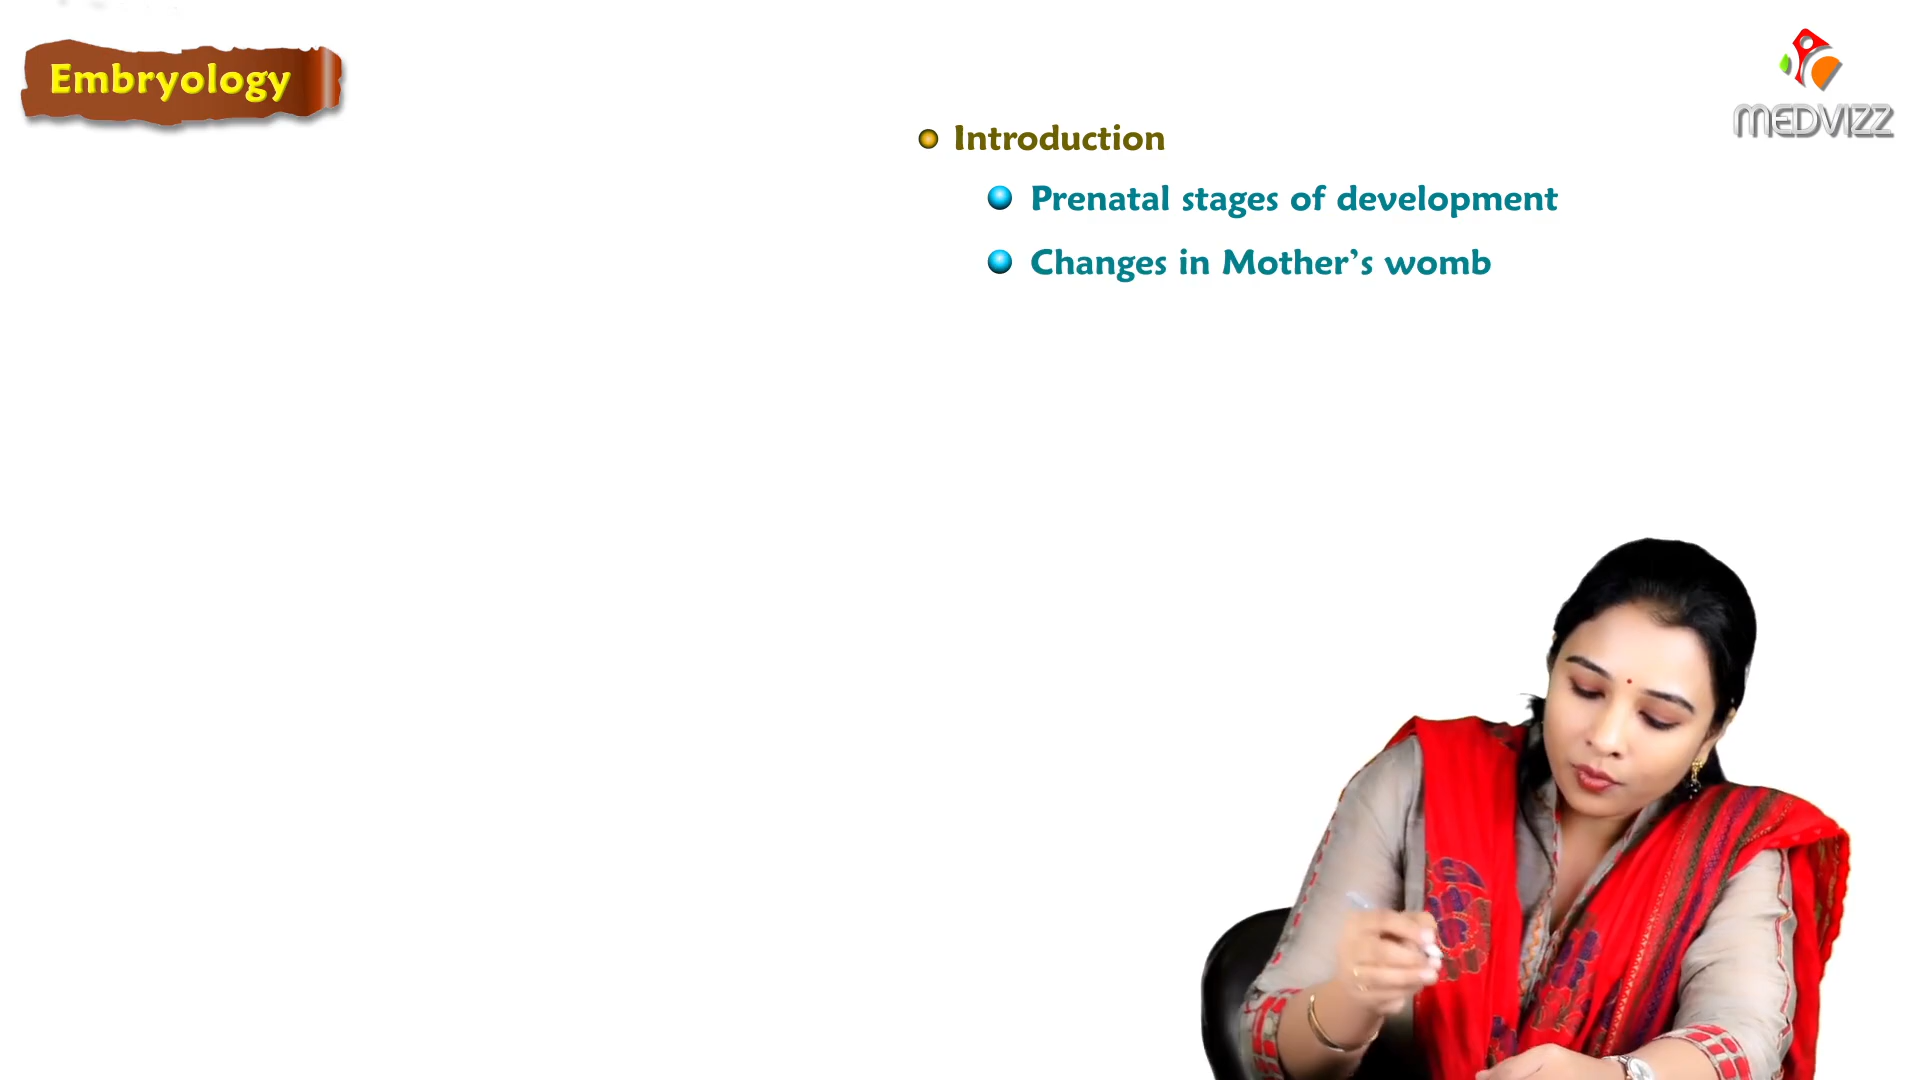 Embryology
MEDVIZZ
Introduction
Prenatal stages of development
Changes in Mother's womb